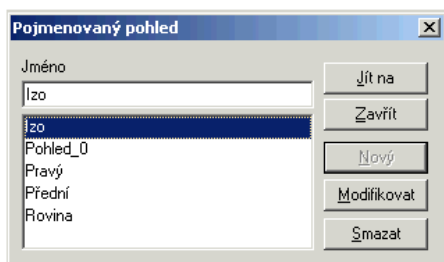 Pojmenovaný pohled
Jméno
Izo
Izo
Pohled_0
Pravý
Přední
Rovina
Jít na
Zavřít
Nový
Modifikovat
Smazat